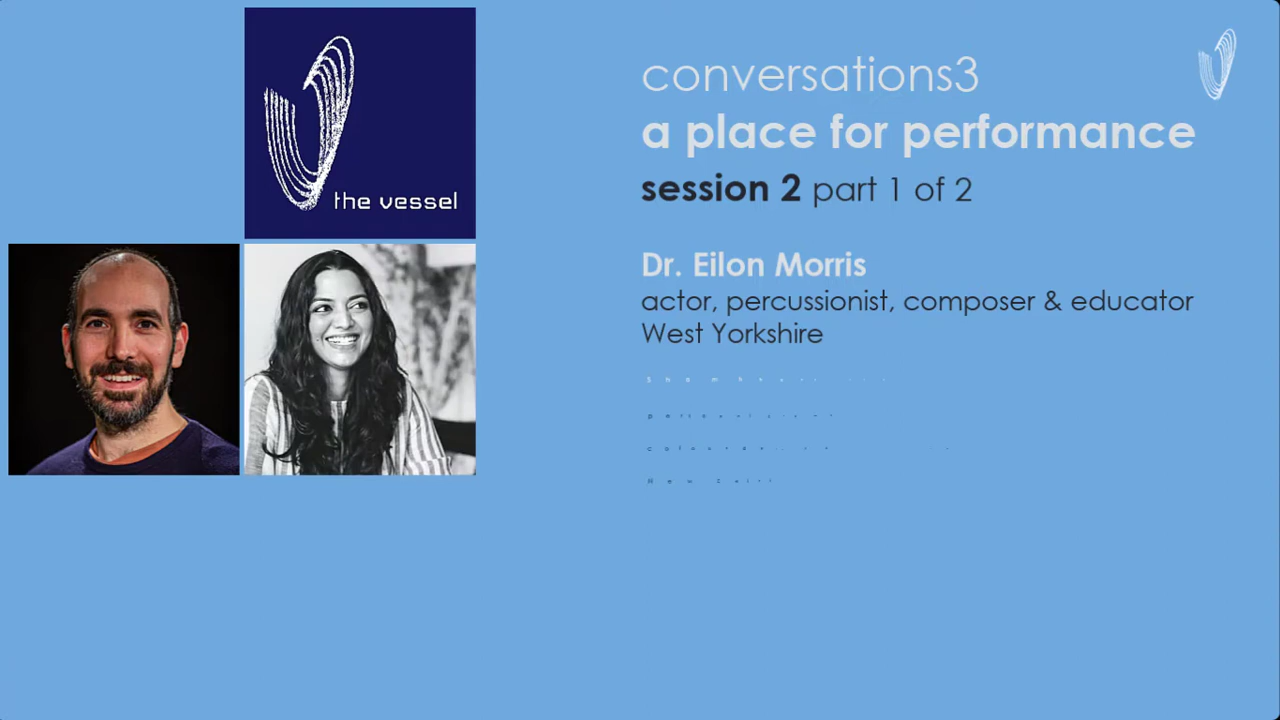 the vessel
conversations3
a place for performance
session 2 part 1 of 2
Dr. Eilon Morris
actor, percussionist, composer & educator
West Yorkshire